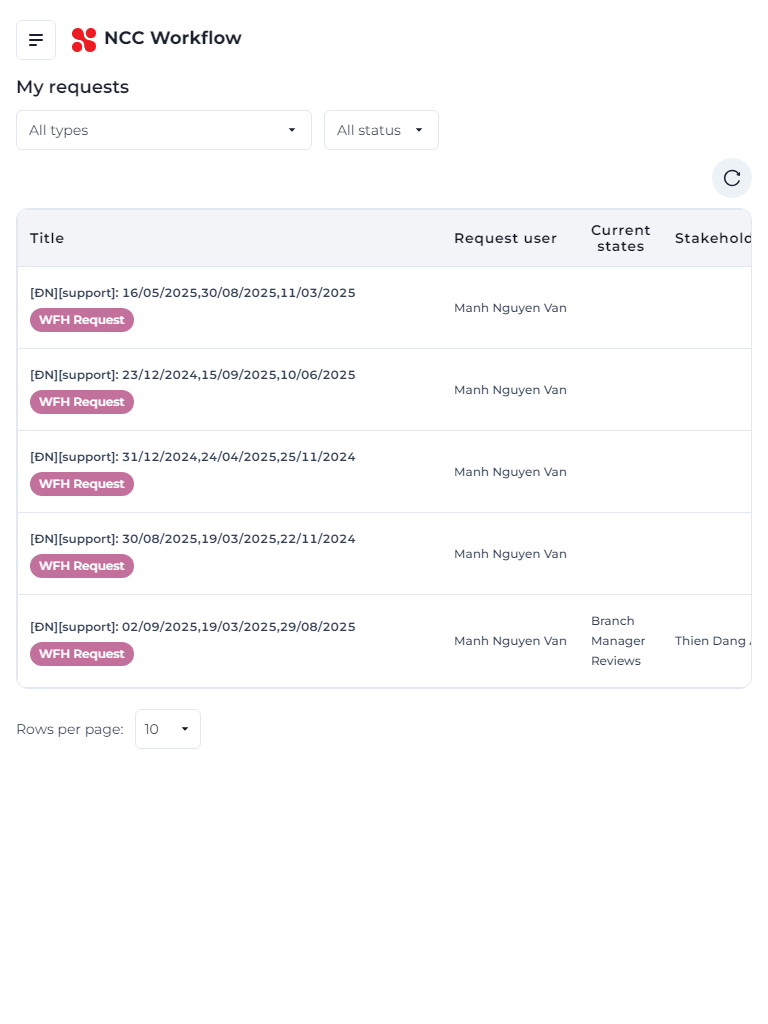 NCC Workflow
My requests
All types
All status
Title
Request user
Current
states
Stakehold
[ĐN][support]: 16/05/2025,30/08/2025,11/03/2025
WFH Request
Manh Nguyen Van
[ĐN][support]: 23/12/2024,15/09/2025,10/06/2025
WFH Request
Manh Nguyen Van
[ĐN][support]: 31/12/2024,24/04/2025,25/11/2024
WFH Request
Manh Nguyen Van
[ĐN][support]: 30/08/2025,19/03/2025,22/11/2024
WFH Request
Manh Nguyen Van
[ĐN][support]: 02/09/2025,19/03/2025,29/08/2025
WFH Request
Manh Nguyen Van
Branch
Manager
Reviews
Thien Dang
Rows per page:
10